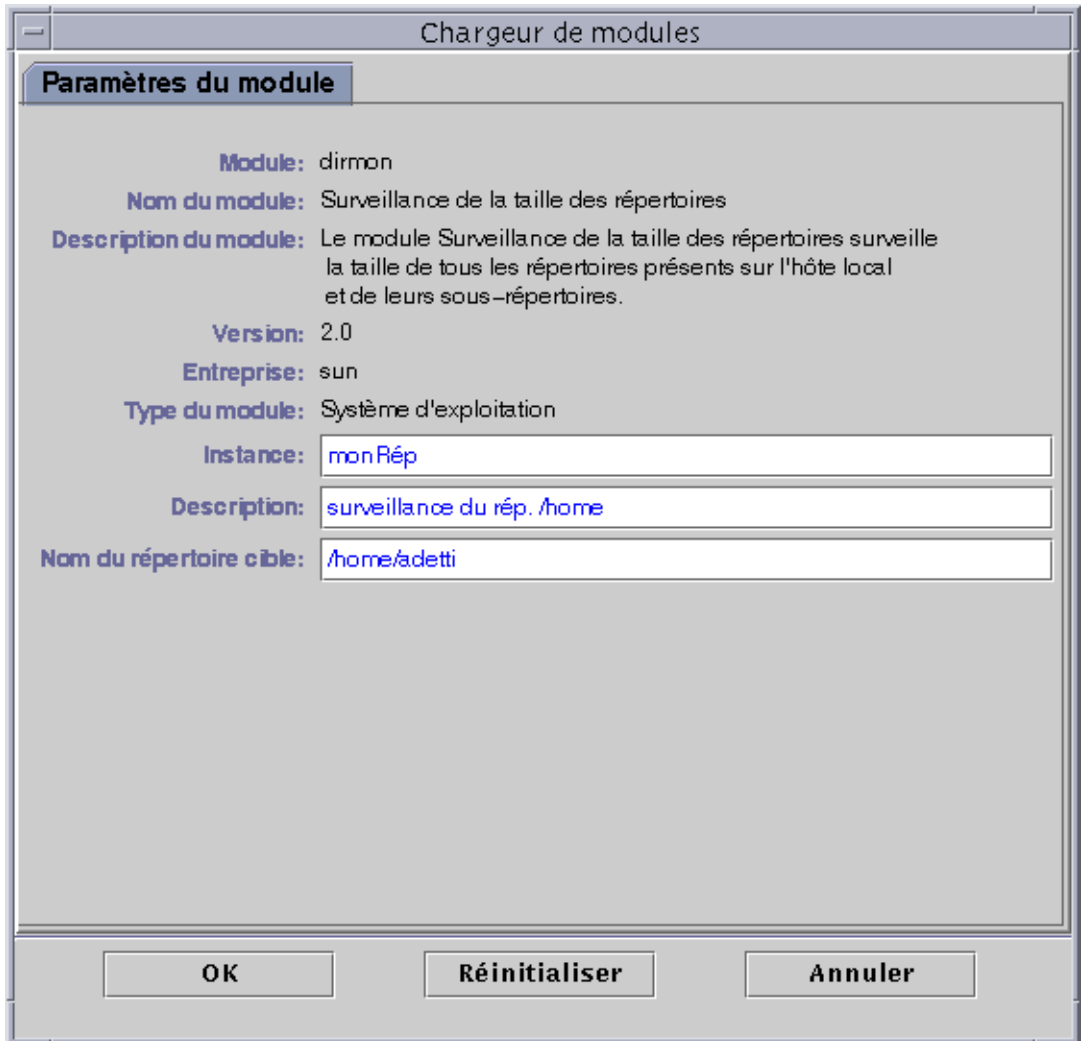 Chargeur de modules
Paramètres du module
Module: dirmon
Nom du module: Surveillance de la taille des répertoires
Description du module: Le module Surveillance de la taille des répertoires surveille
la taille de tous les répertoires présents sur l'hôte local
et de leurs sous-répertoires.
Version: 2.0
Entreprise: sun
Type du module: Système d'exploitation
Instance: monRép
Description: surveillance du rép. /home
Nom du répertoire cible: /home/adetti
OK Réinitialiser Annuler